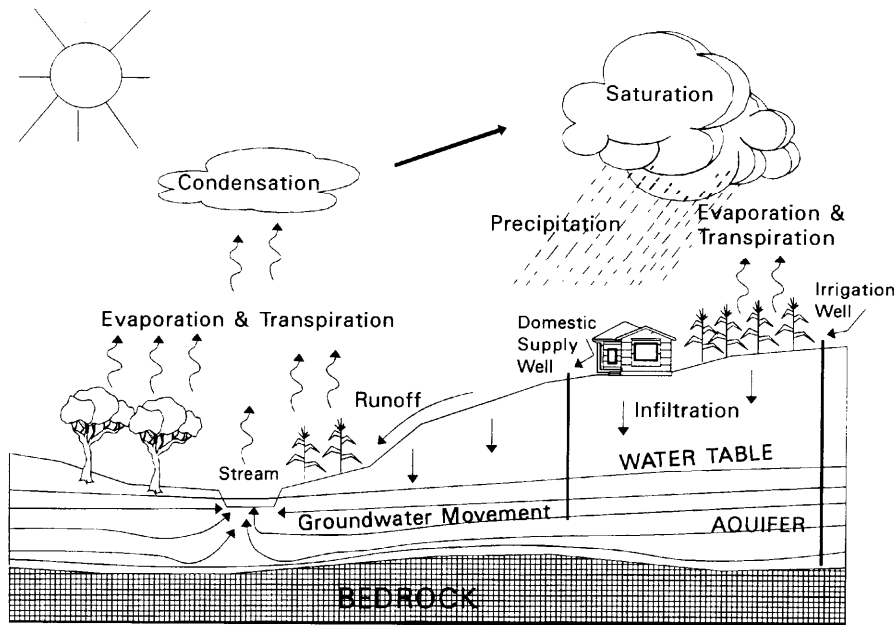 Saturation
Condensation
Precipitation
Evaporation &
Transpiration
Irrigation
Well
Evaporation & Transpiration
Domestic
Supply
Well
Runoff
Infiltration
WATER TABLE
Stream
Groundwater Movement
AQUIFER
BEDROCK